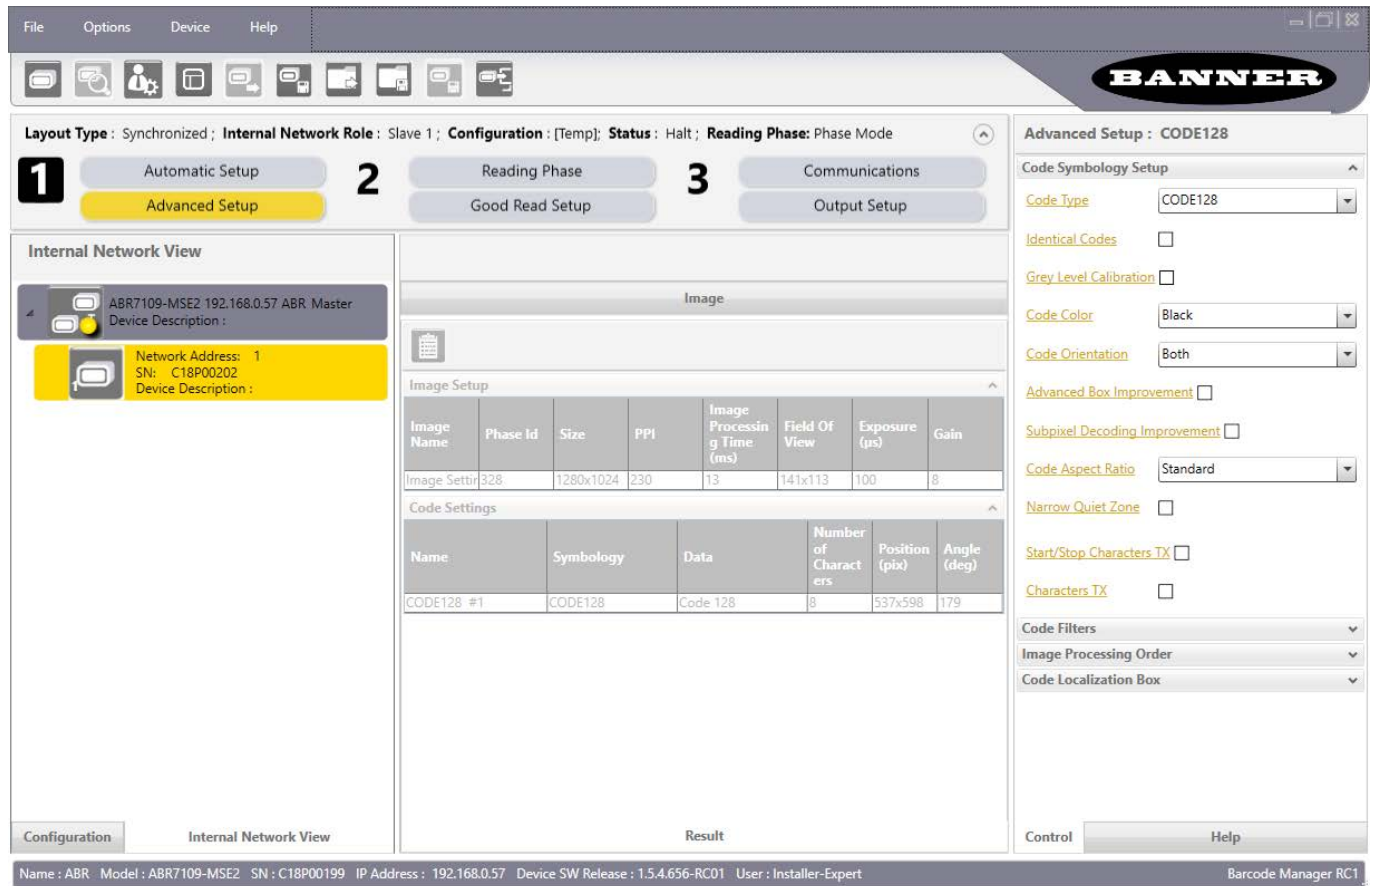 File Options Device Help
BANNER
Layout Type : Synchronized ; Internal Network Role : Slave 1 ; Configuration : [Temp]; Status : Halt ; Reading Phase: Phase Mode
1 Automatic Setup 2 Reading Phase 3 Communications
Advanced Setup Good Read Setup Output Setup
Internal Network View
ABR7109-MSE2 192.168.0.57 ABR Master
Device Description :
Network Address: 1
SN: C18P00202
Device Description :
1
Image
Image Setup
Image Name Phase Id Size PPI Image Processin g Time (ms) Field Of View Exposure (µs) Gain
Image Settir 328 1280x1024 230 13 141x113 100 8
Code Settings
Name Symbology Data Number of Charact ers Position (pix) Angle (deg)
CODE128 #1 CODE128 Code 128 8 537x598 179
Advanced Setup : CODE128
Code Symbology Setup
Code Type CODE128
Identical Codes
Grey Level Calibration
Code Color Black
Code Orientation Both
Advanced Box Improvement
Subpixel Decoding Improvement
Code Aspect Ratio Standard
Narrow Quiet Zone
Start/Stop Characters TX
Characters TX
Code Filters
Image Processing Order
Code Localization Box
Configuration Internal Network View Result Control Help
Name : ABR Model : ABR7109-MSE2 SN : C18P00199 IP Address : 192.168.0.57 Device SW Release : 1.5.4.656-RC01 User : Installer-Expert Barcode Manager RC1